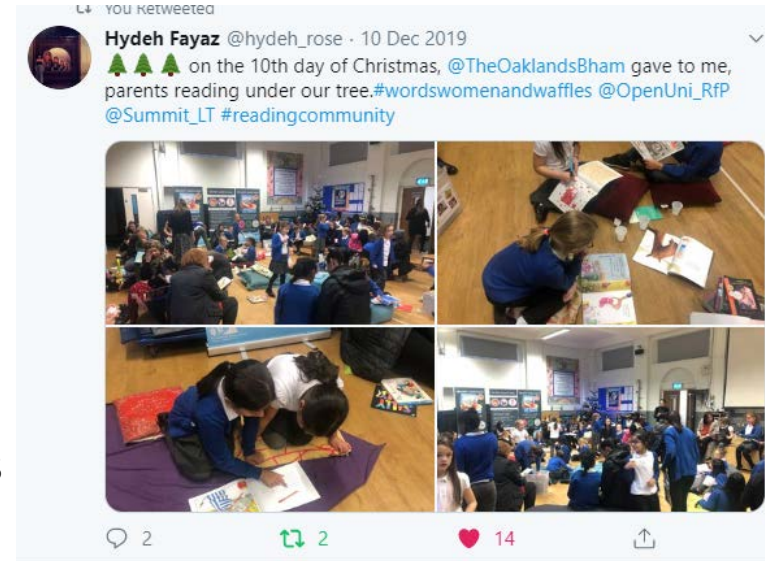 You Retweeted
Hydeh Fayaz @hydeh_rose · 10 Dec 2019
🌲🌲🌲 on the 10th day of Christmas, @TheOaklandsBham gave to me,
parents reading under our tree.#wordswomenandwaffles @OpenUni_RfP
@Summit_LT #readingcommunity
2 2 14